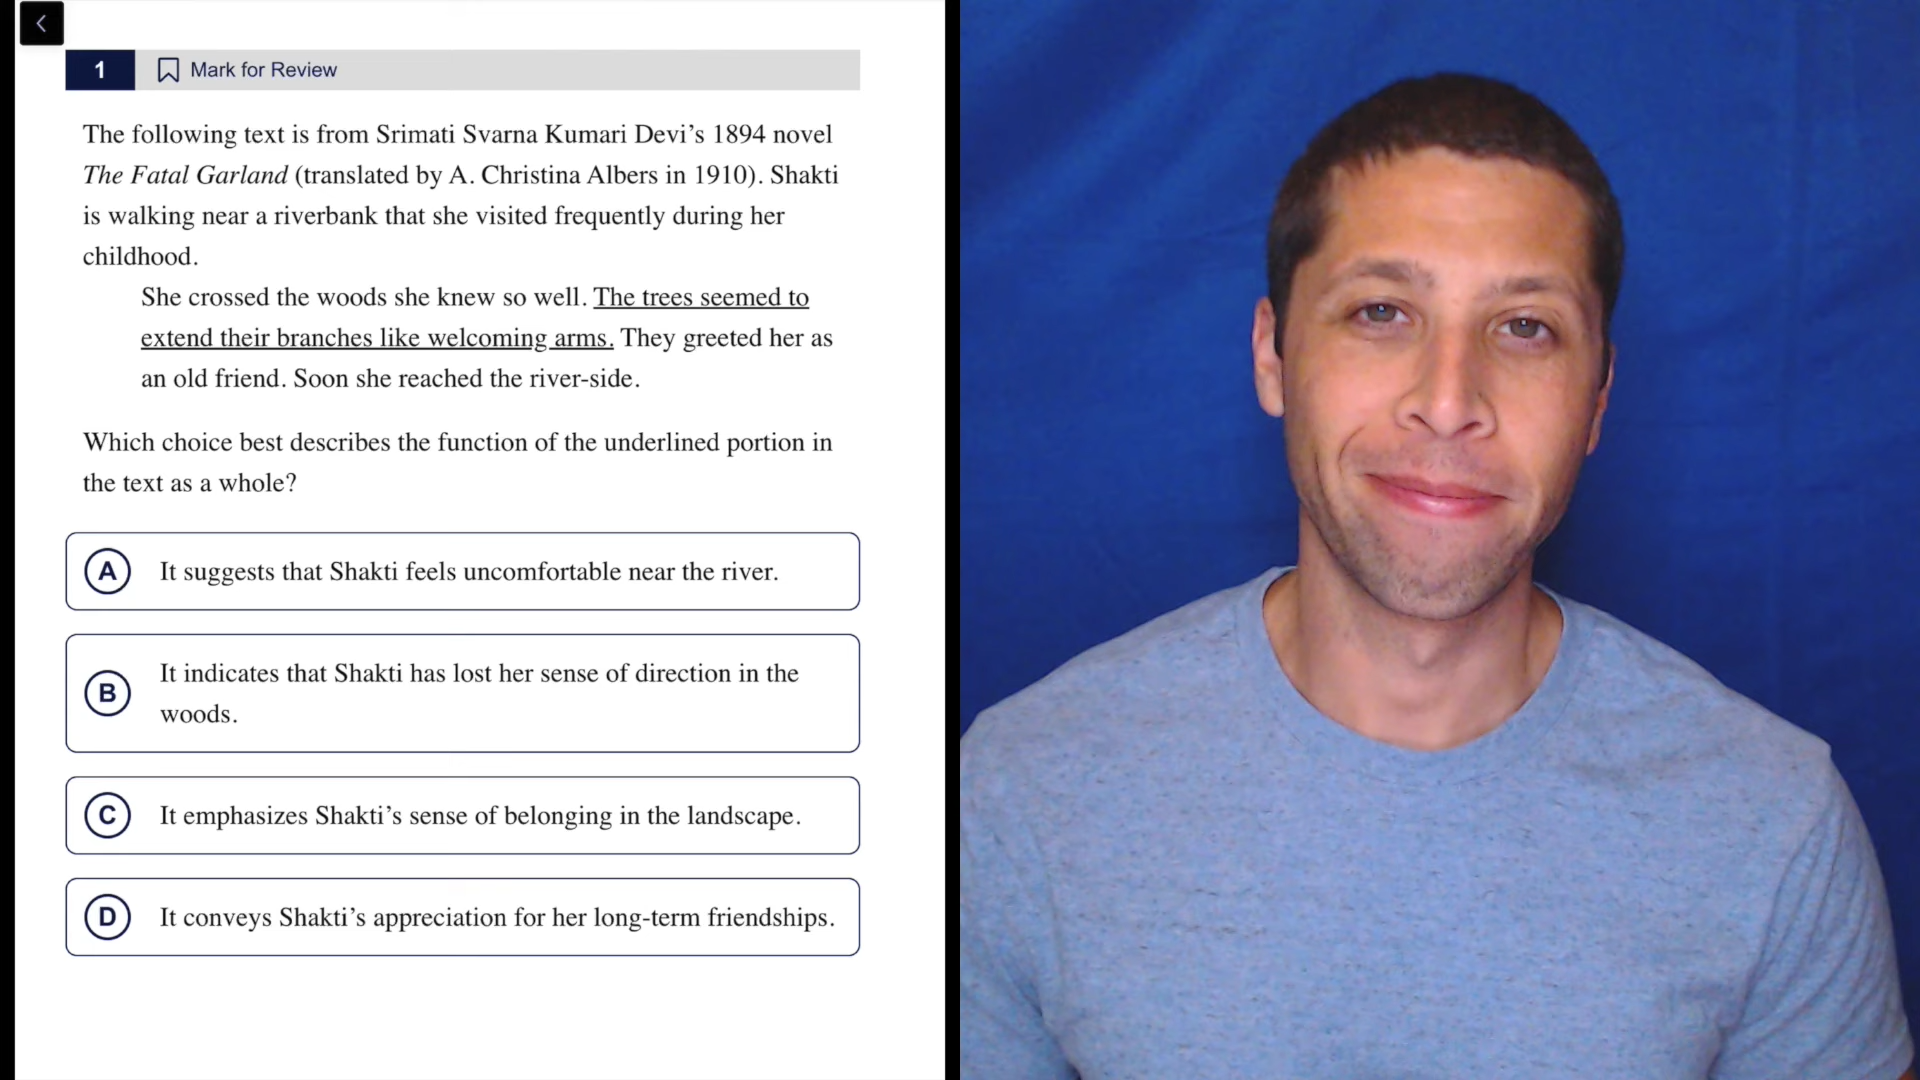 1
Mark for Review
The following text is from Srimati Svarna Kumari Devi’s 1894 novel
The Fatal Garland (translated by A. Christina Albers in 1910). Shakti
is walking near a riverbank that she visited frequently during her
childhood.
She crossed the woods she knew so well. The trees seemed to
extend their branches like welcoming arms. They greeted her as
an old friend. Soon she reached the river-side.
Which choice best describes the function of the underlined portion in
the text as a whole?
A It suggests that Shakti feels uncomfortable near the river.
B It indicates that Shakti has lost her sense of direction in the
woods.
C It emphasizes Shakti’s sense of belonging in the landscape.
D It conveys Shakti’s appreciation for her long-term friendships.